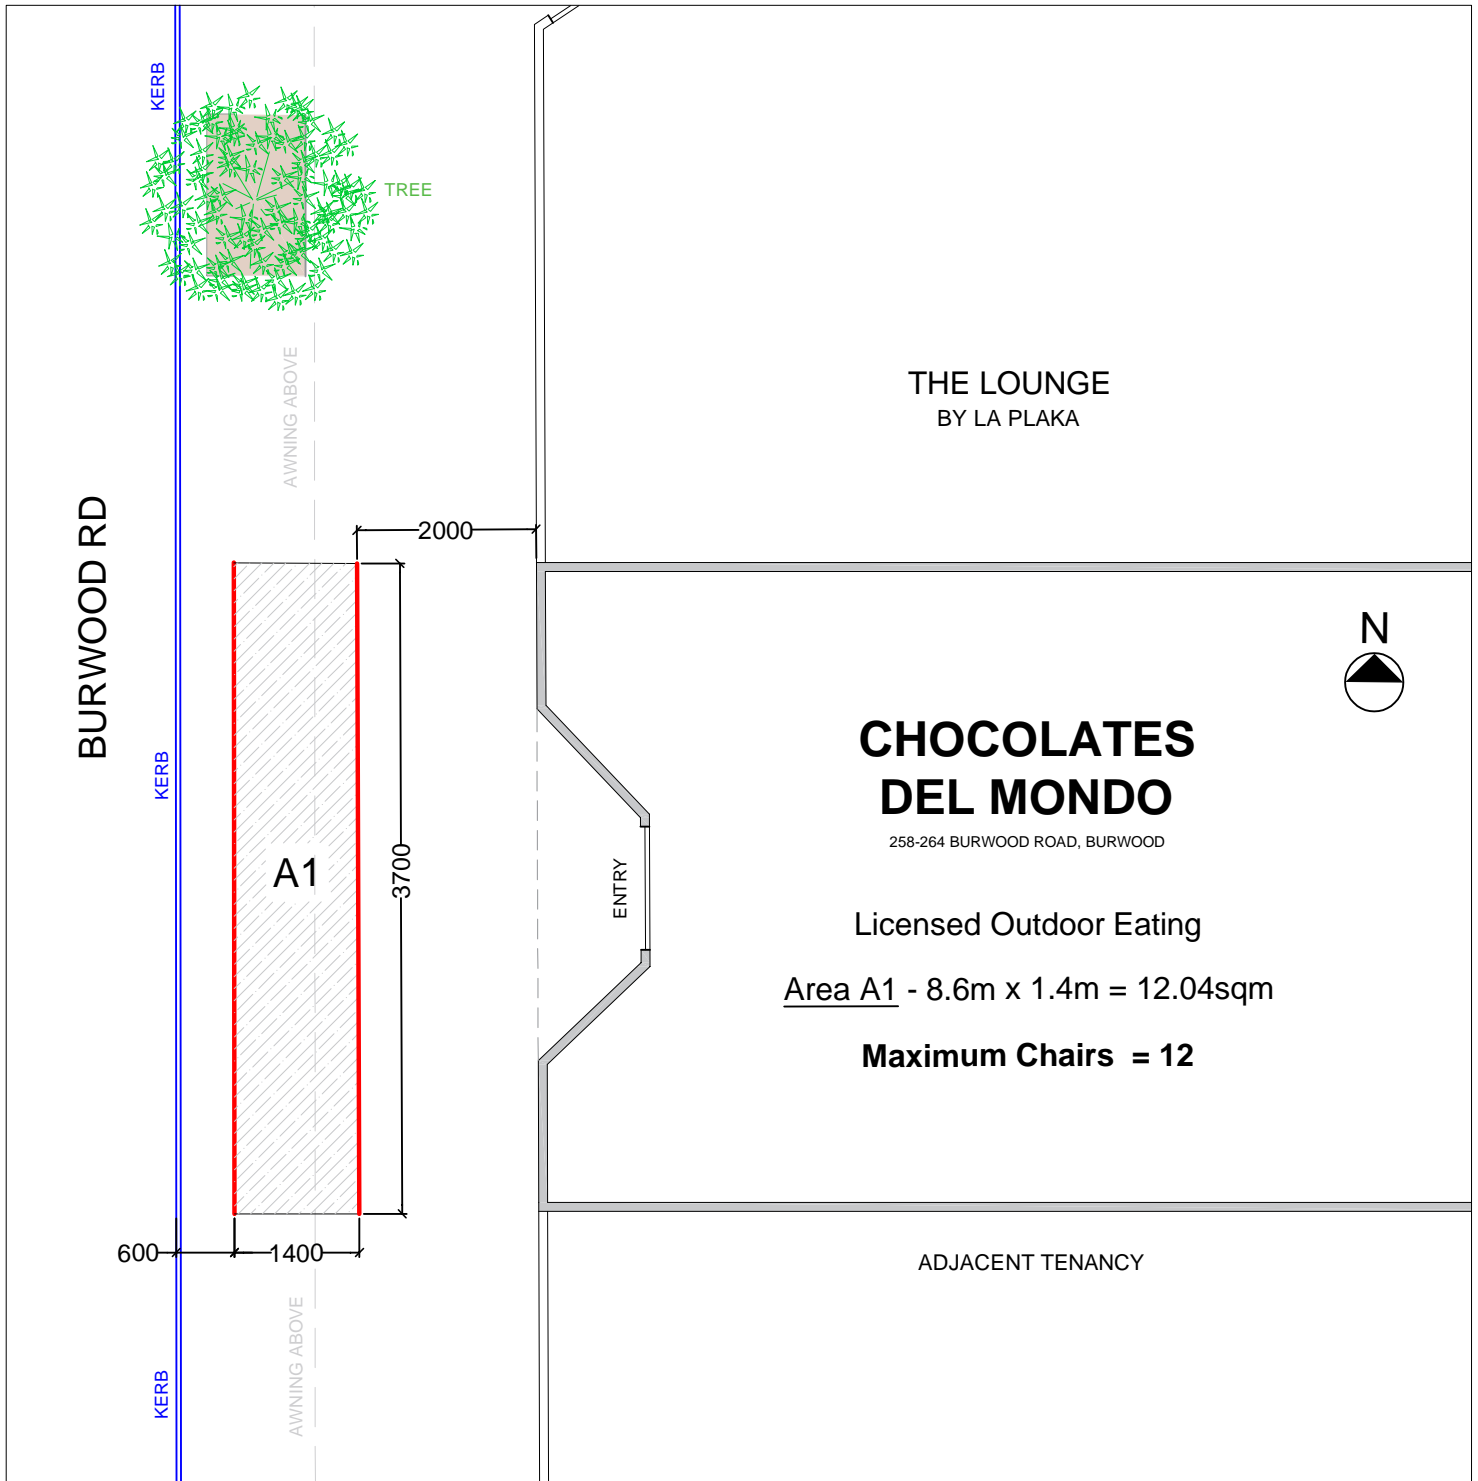 KERB
TREE
AWNING ABOVE
THE LOUNGE
BY LA PLAKA
BURWOOD RD
2000
N
CHOCOLATES
DEL MONDO
258-264 BURWOOD ROAD, BURWOOD
KERB
A1
3700
ENTRY
Licensed Outdoor Eating
Area A1 - 8.6m x 1.4m = 12.04sqm
Maximum Chairs = 12
600
1400
ADJACENT TENANCY
AWNING ABOVE
KERB